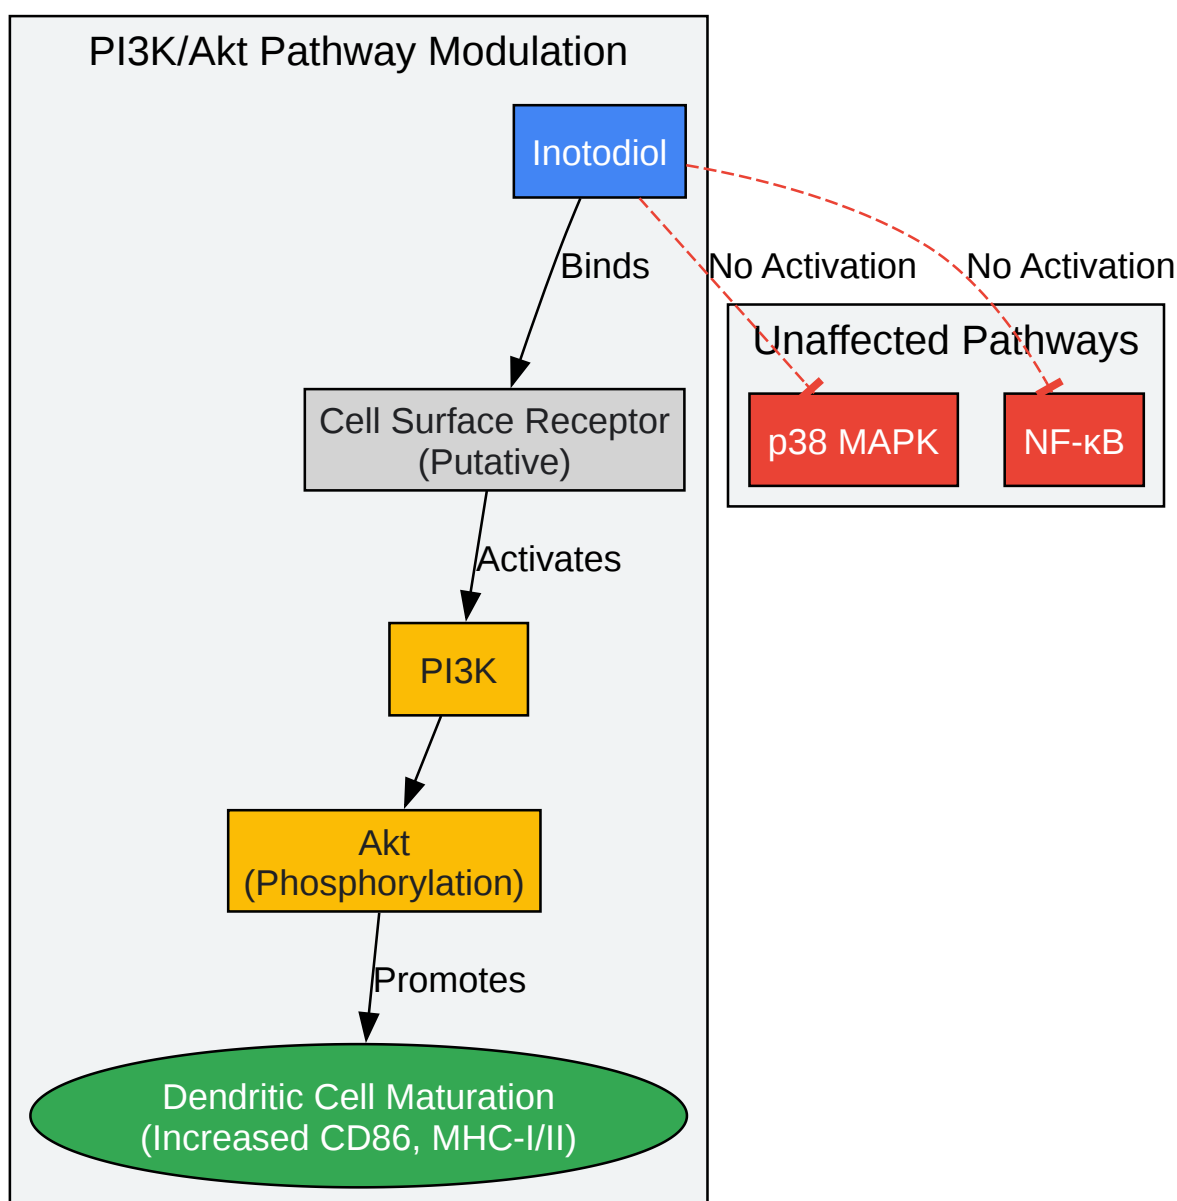 PI3K/Akt Pathway Modulation
Inotodiol
Binds
No Activation
No Activation
Unaffected Pathways
Cell Surface Receptor
(Putative)
p38 MAPK
NF-κB
Activates
PI3K
Akt
(Phosphorylation)
Promotes
Dendritic Cell Maturation
(Increased CD86, MHC-I/II)